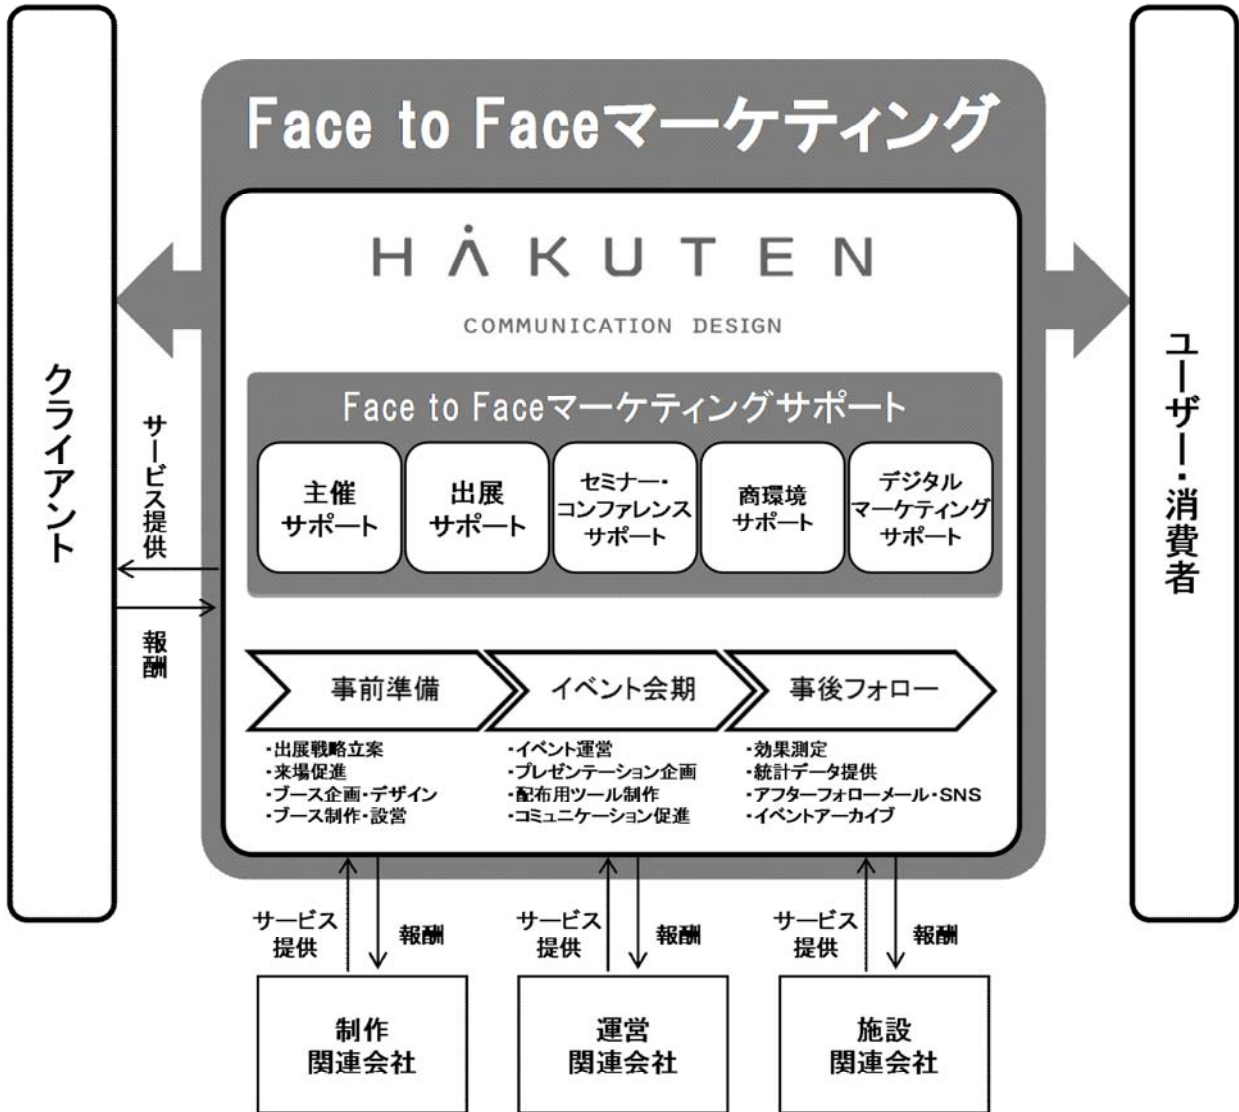 Face to Faceマーケティング
HAKUTEN
COMMUNICATION DESIGN
クライアント
サービス提供
報酬
Face to Faceマーケティングサポート
主催
サポート
出展
サポート
セミナー・
コンファレンス
サポート
商環境
サポート
デジタル
マーケティング
サポート
ユーザー・消費者
事前準備
・出展戦略立案
・来場促進
・ブース企画・デザイン
・ブース制作・設営
イベント会期
・イベント運営
・プレゼンテーション企画
・配布用ツール制作
・コミュニケーション促進
事後フォロー
・効果測定
・統計データ提供
・アフターフォローメール・SNS
・イベントアーカイブ
サービス
提供
報酬
サービス
提供
報酬
サービス
提供
報酬
制作
関連会社
運営
関連会社
施設
関連会社